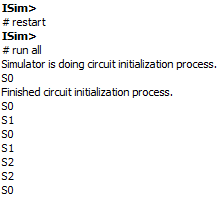 ISim>
# restart
ISim>
# run all
Simulator is doing circuit initialization process.
S0
Finished circuit initialization process.
S0
S1
S0
S1
S2
S2
S0